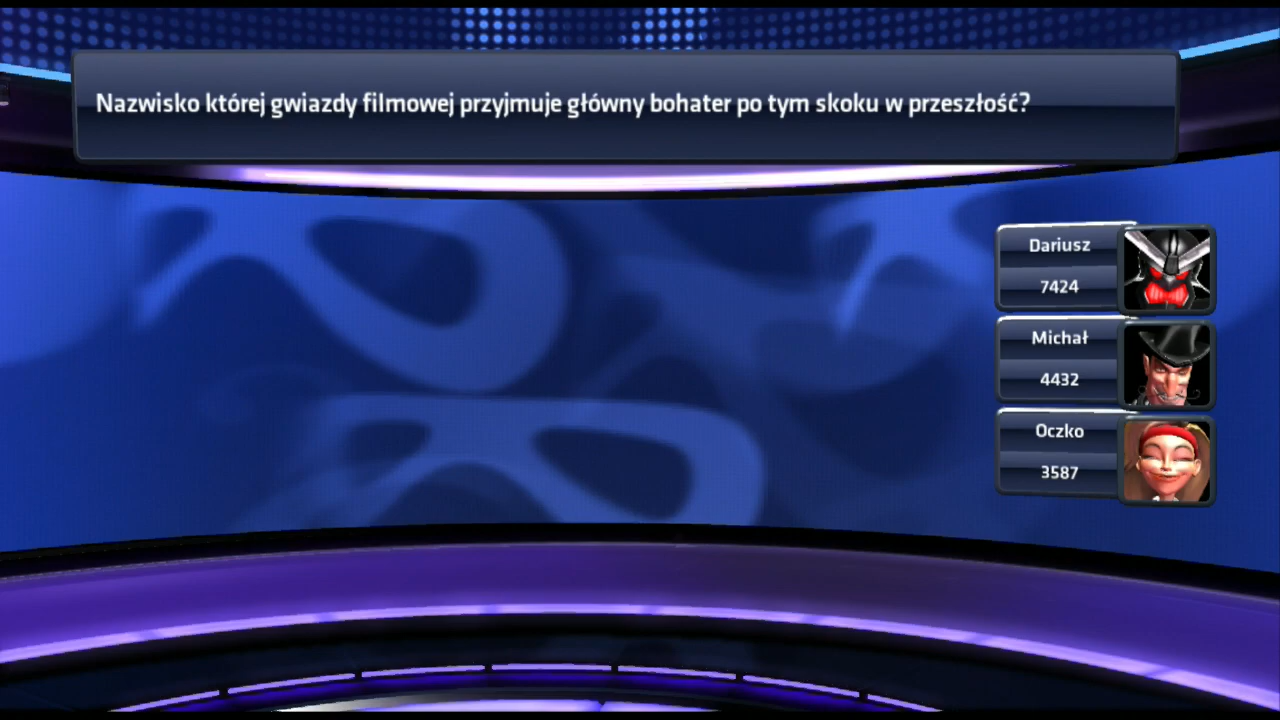 Nazwisko której gwiazdy filmowej przyjmuje główny bohater po tym skoku w przeszłość?
Dariusz
7424
Michał
4432
Oczko
3587